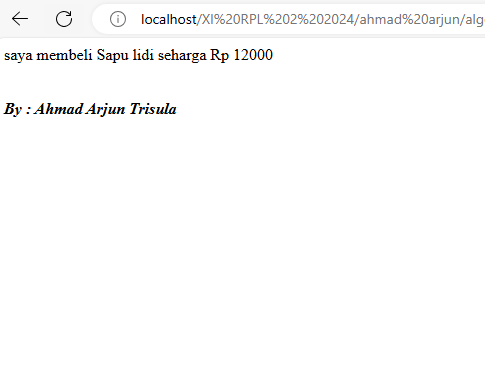 localhost/XI%20RPL%202%202024/ahmad%20arjun/alg
saya membeli Sapu lidi seharga Rp 12000
By : Ahmad Arjun Trisula